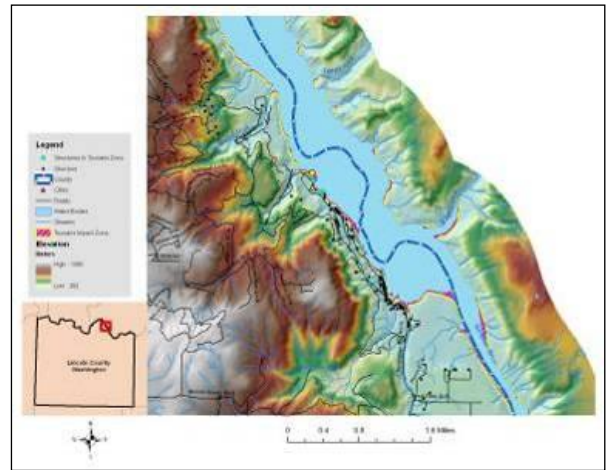 Legend
Structures in Tsunami Zone
Structures
County
Cities
Roads
Water Bodies
Streams
Tsunami Impact Zone
Elevation
Meters
Lincoln County
Washington
N
S
0 0.4 0.8 1.6 Miles